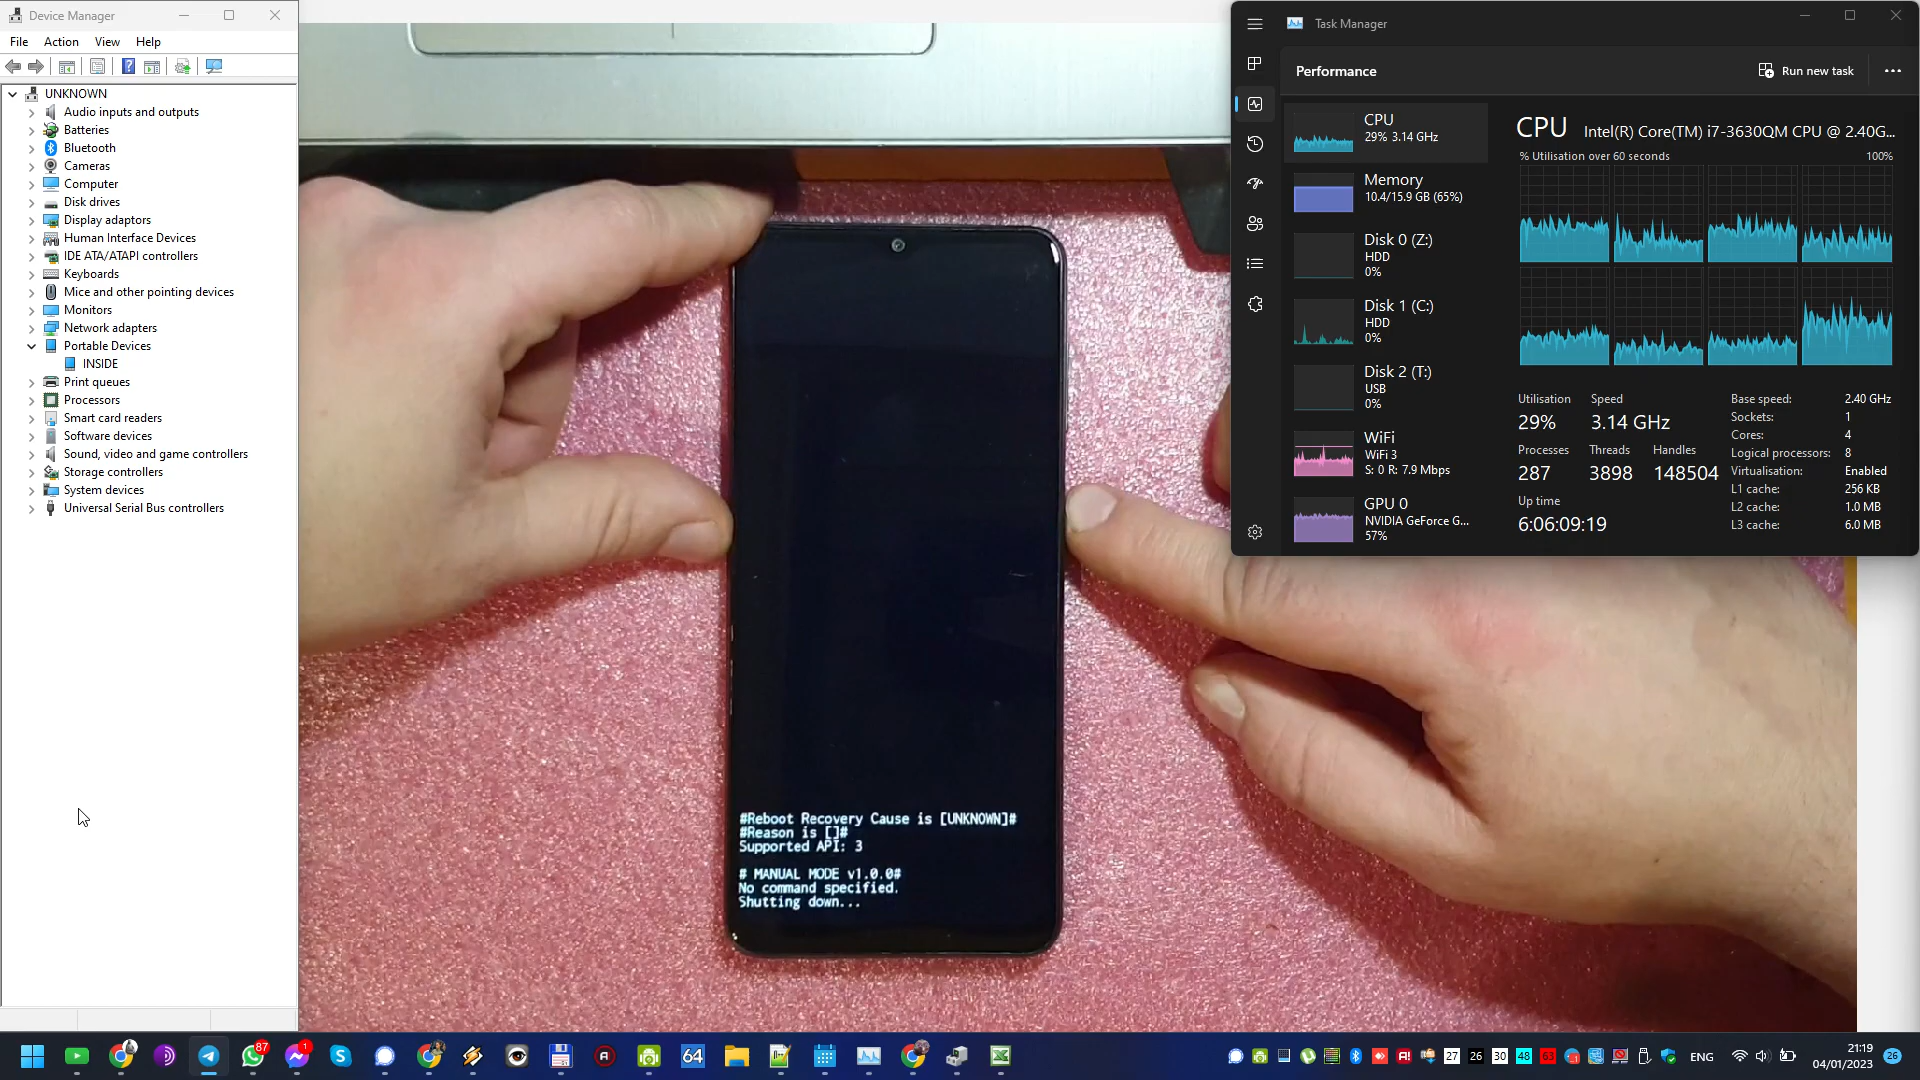 Device Manager
File Action View Help
UNKNOWN
Audio inputs and outputs
Batteries
Bluetooth
Cameras
Computer
Disk drives
Display adaptors
Human Interface Devices
IDE ATA/ATAPI controllers
Keyboards
Mice and other pointing devices
Monitors
Network adapters
Portable Devices
INSIDE
Print queues
Processors
Smart card readers
Software devices
Sound, video and game controllers
Storage controllers
System devices
Universal Serial Bus controllers
#Reboot Recovery Cause is [UNKNOWN]#
#Reason is []#
Supported API: 3
# MANUAL MODE v1.0.0#
No command specified.
Shutting down...
Task Manager
Performance
Run new task
CPU
29% 3.14 GHz
Memory
10.4/15.9 GB (65%)
Disk 0 (Z:)
HDD
0%
Disk 1 (C:)
HDD
0%
Disk 2 (T:)
USB
0%
WiFi
WiFi 3
S: 0 R: 7.9 Mbps
GPU 0
NVIDIA GeForce G...
57%
CPU Intel(R) Core(TM) i7-3630QM CPU @ 2.40G...
% Utilisation over 60 seconds 100%
Utilisation Speed
29% 3.14 GHz
Processes Threads Handles
287 3898 148504
Up time
6:06:09:19
Base speed: 2.40 GHz
Sockets: 1
Cores: 4
Logical processors: 8
Virtualisation: Enabled
L1 cache: 256 KB
L2 cache: 1.0 MB
L3 cache: 6.0 MB
87 1 64
27 26 30 48 63 ENG
21:19
04/01/2023
26